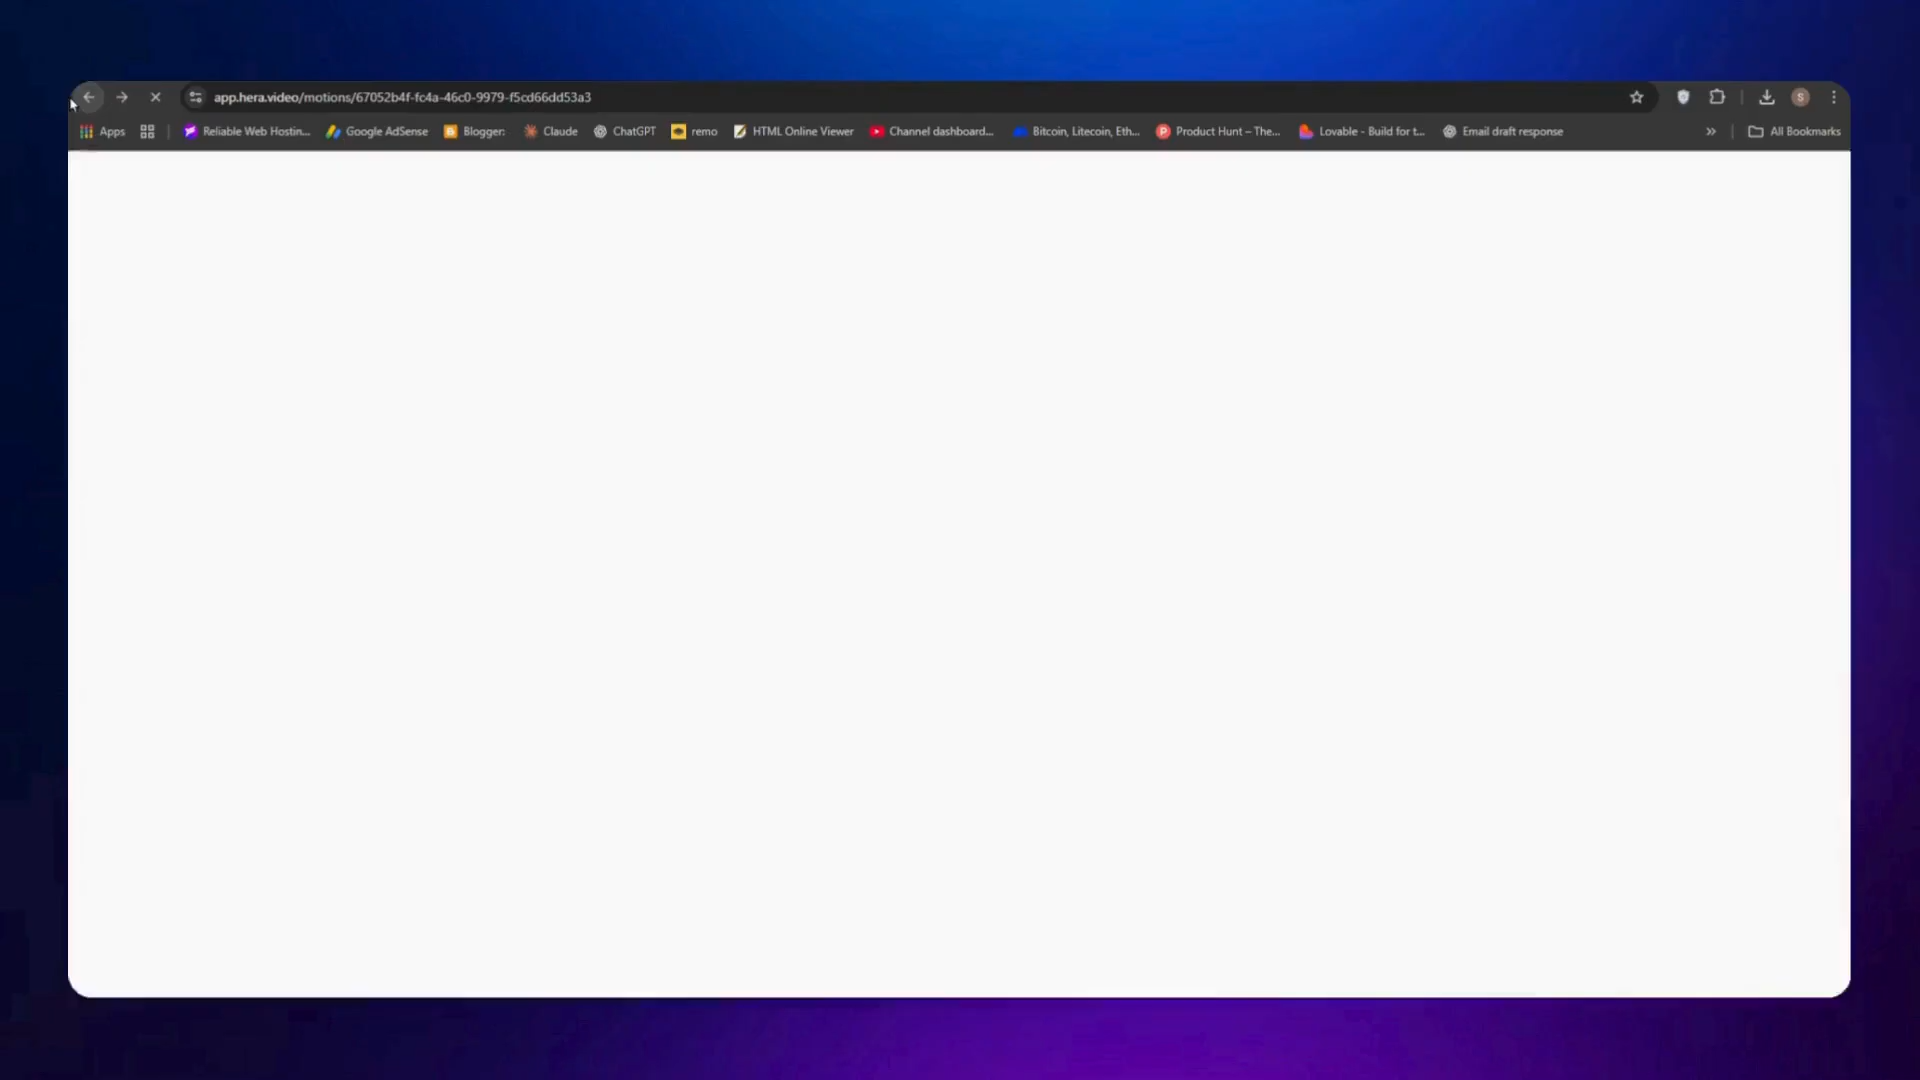 app.hera.video/motions/67052b4f-fc4a-46c0-9979-f5cd66dd53a3
S
Apps Reliable Web Hostin... Google AdSense Blogger: Claude ChatGPT remo HTML Online Viewer Channel dashboard... Bitcoin, Litecoin, Eth... Product Hunt – The... Lovable - Build for t... Email draft response » All Bookmarks